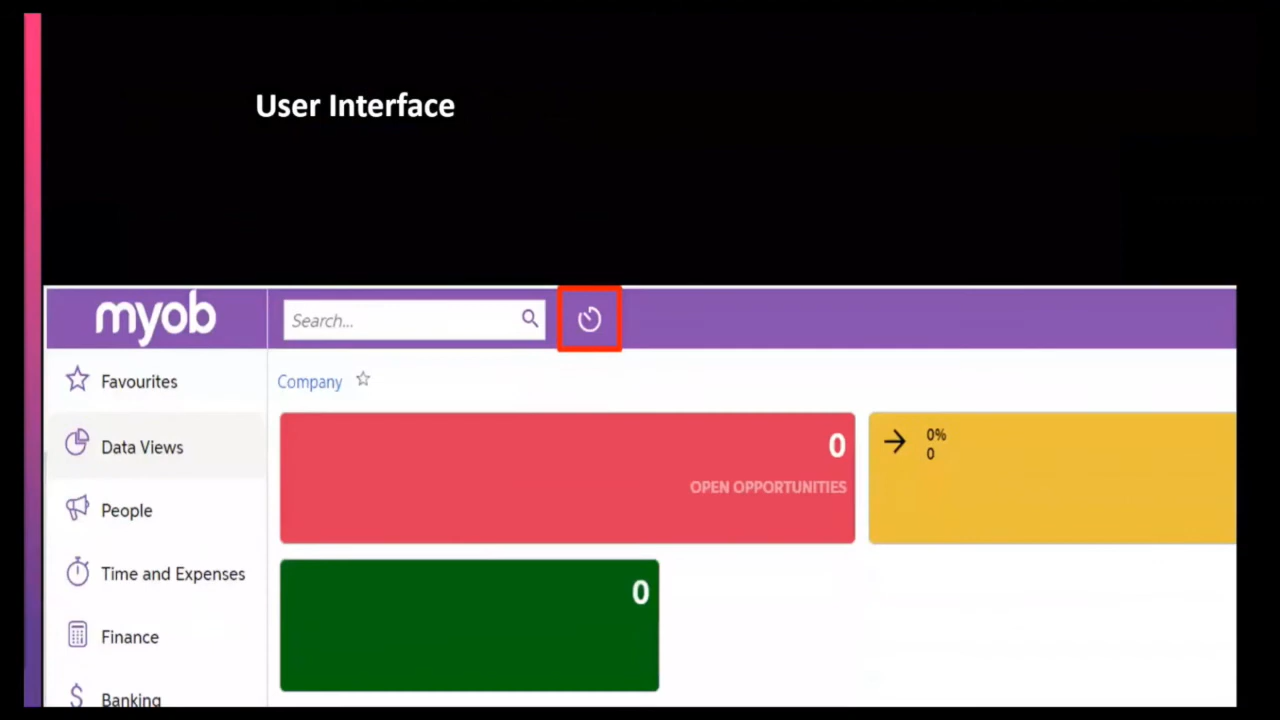 User Interface
myob
Search...
Favourites
Company
Data Views
0
OPEN OPPORTUNITIES
0%
0
People
Time and Expenses
0
Finance
Banking